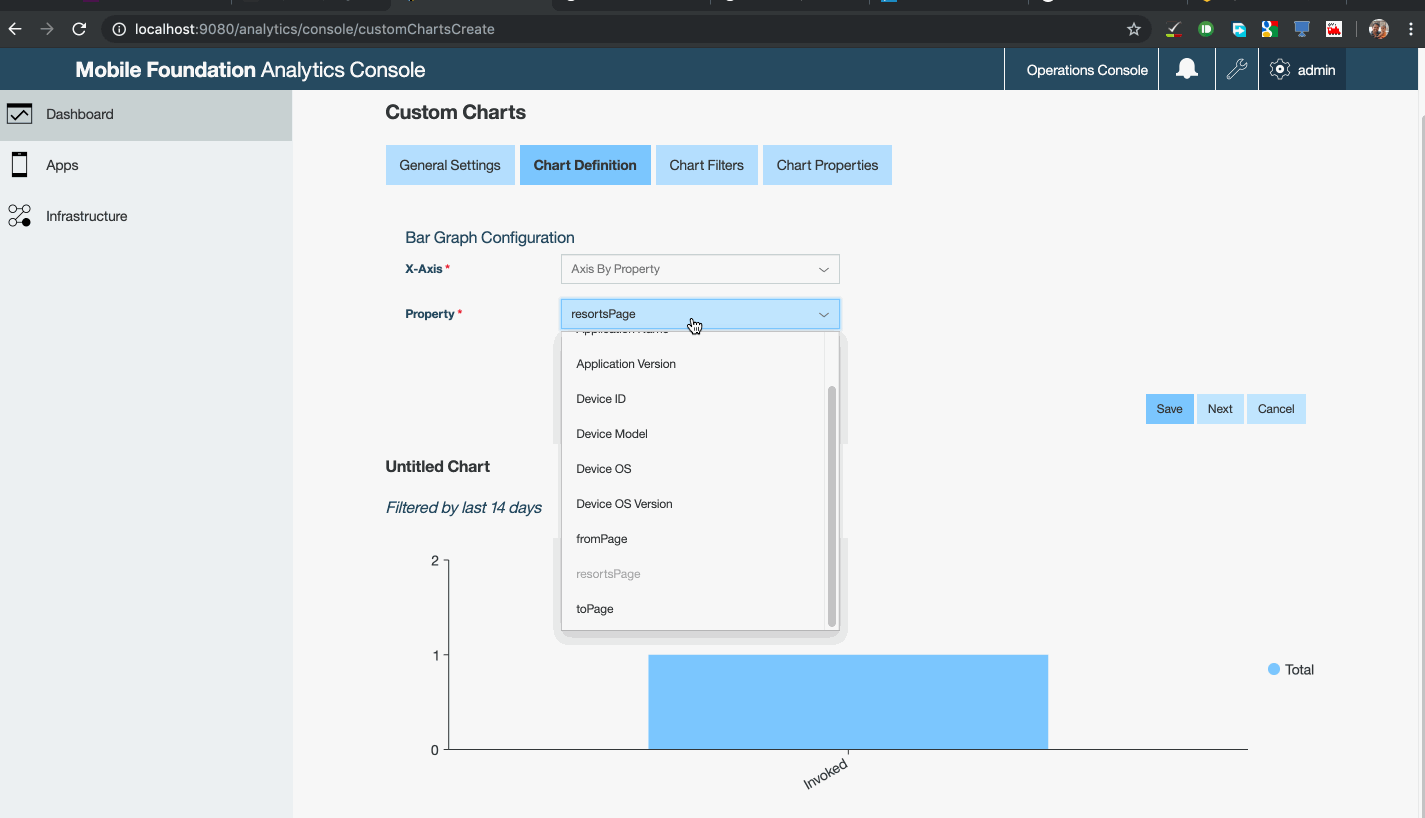 localhost:9080/analytics/console/customChartsCreate
Mobile Foundation Analytics Console
Operations Console
admin
Dashboard
Apps
Infrastructure
Custom Charts
General Settings
Chart Definition
Chart Filters
Chart Properties
Bar Graph Configuration
X-Axis *
Axis By Property
Property *
resortsPage
Application Name
Application Version
Device ID
Device Model
Device OS
Device OS Version
fromPage
resortsPage
toPage
Save
Next
Cancel
Untitled Chart
Filtered by last 14 days
2
1
0
Total
Invoked